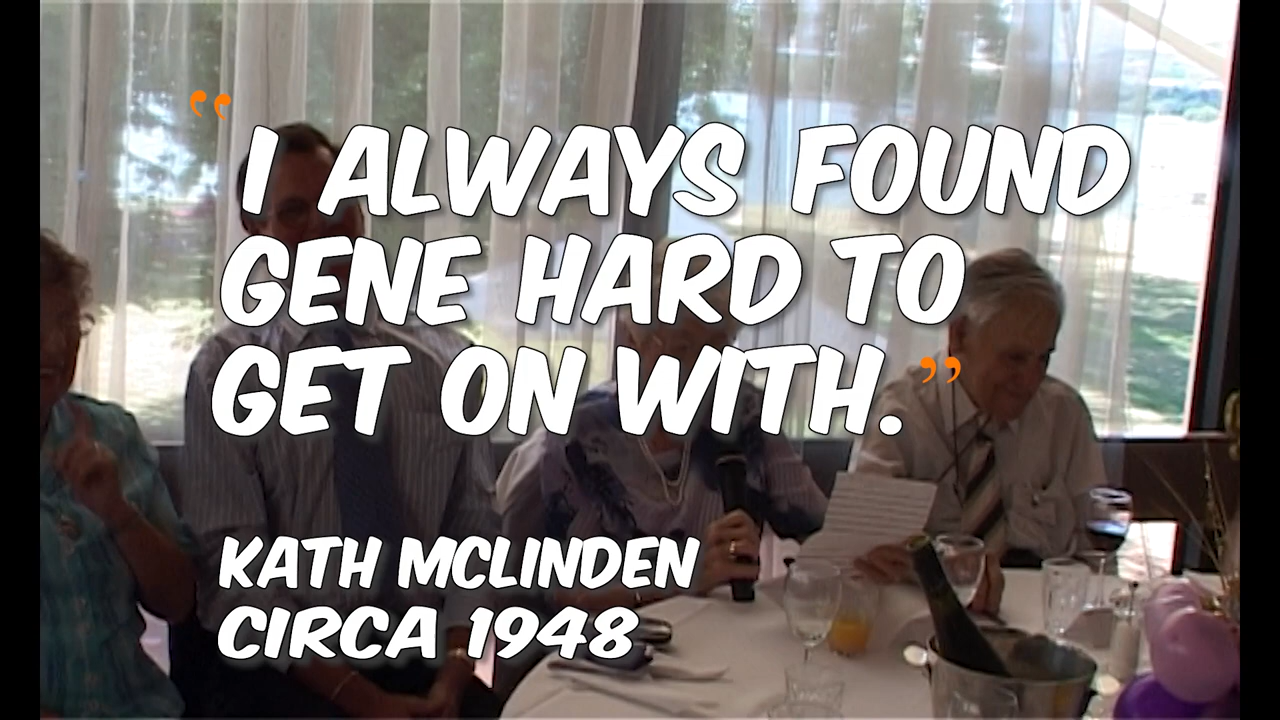 “I ALWAYS FOUND
GENE HARD TO
GET ON WITH.”
KATH MCLINDEN
CIRCA 1948